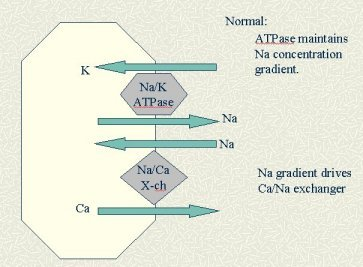 Normal:
ATPase maintains
Na concentration
gradient.
K
Na/K
ATPase
Na
Na
Na/Ca
X-ch
Na gradient drives
Ca/Na exchanger
Ca